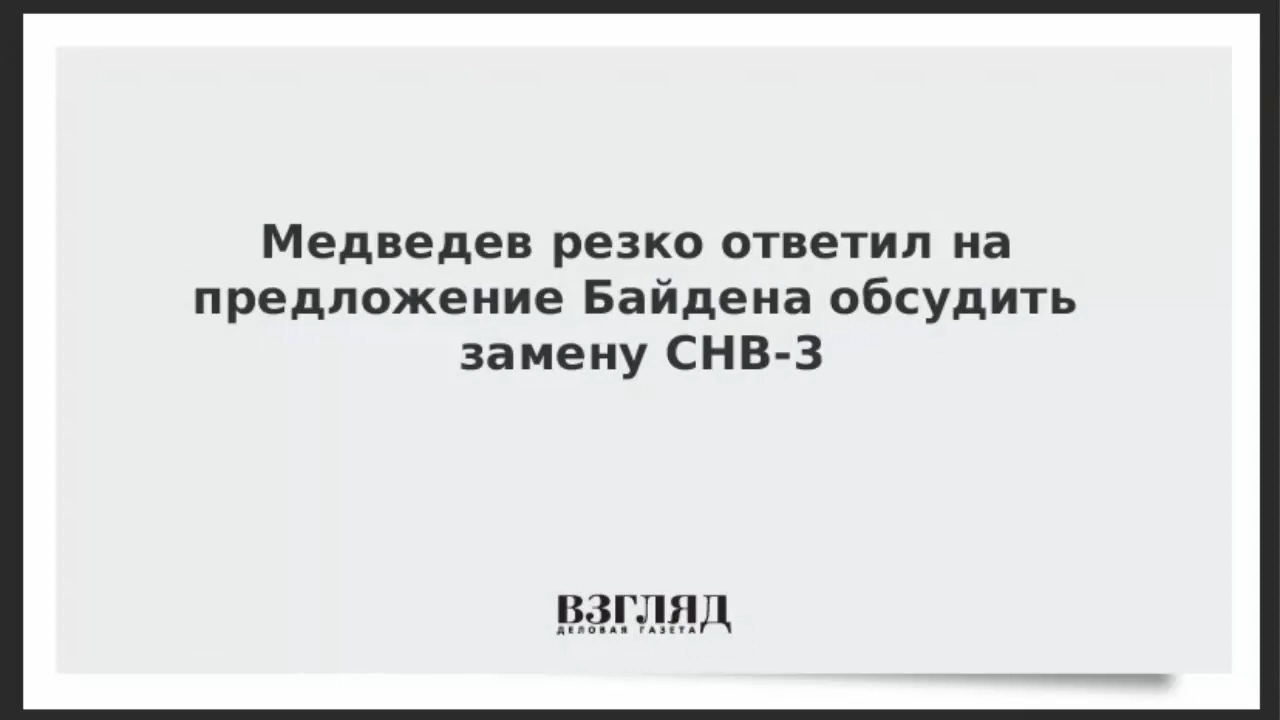 Медведев резко ответил на
предложение Байдена обсудить
замену СНВ-3
ВЗГЛЯД
ДЕЛОВАЯ ГАЗЕТА